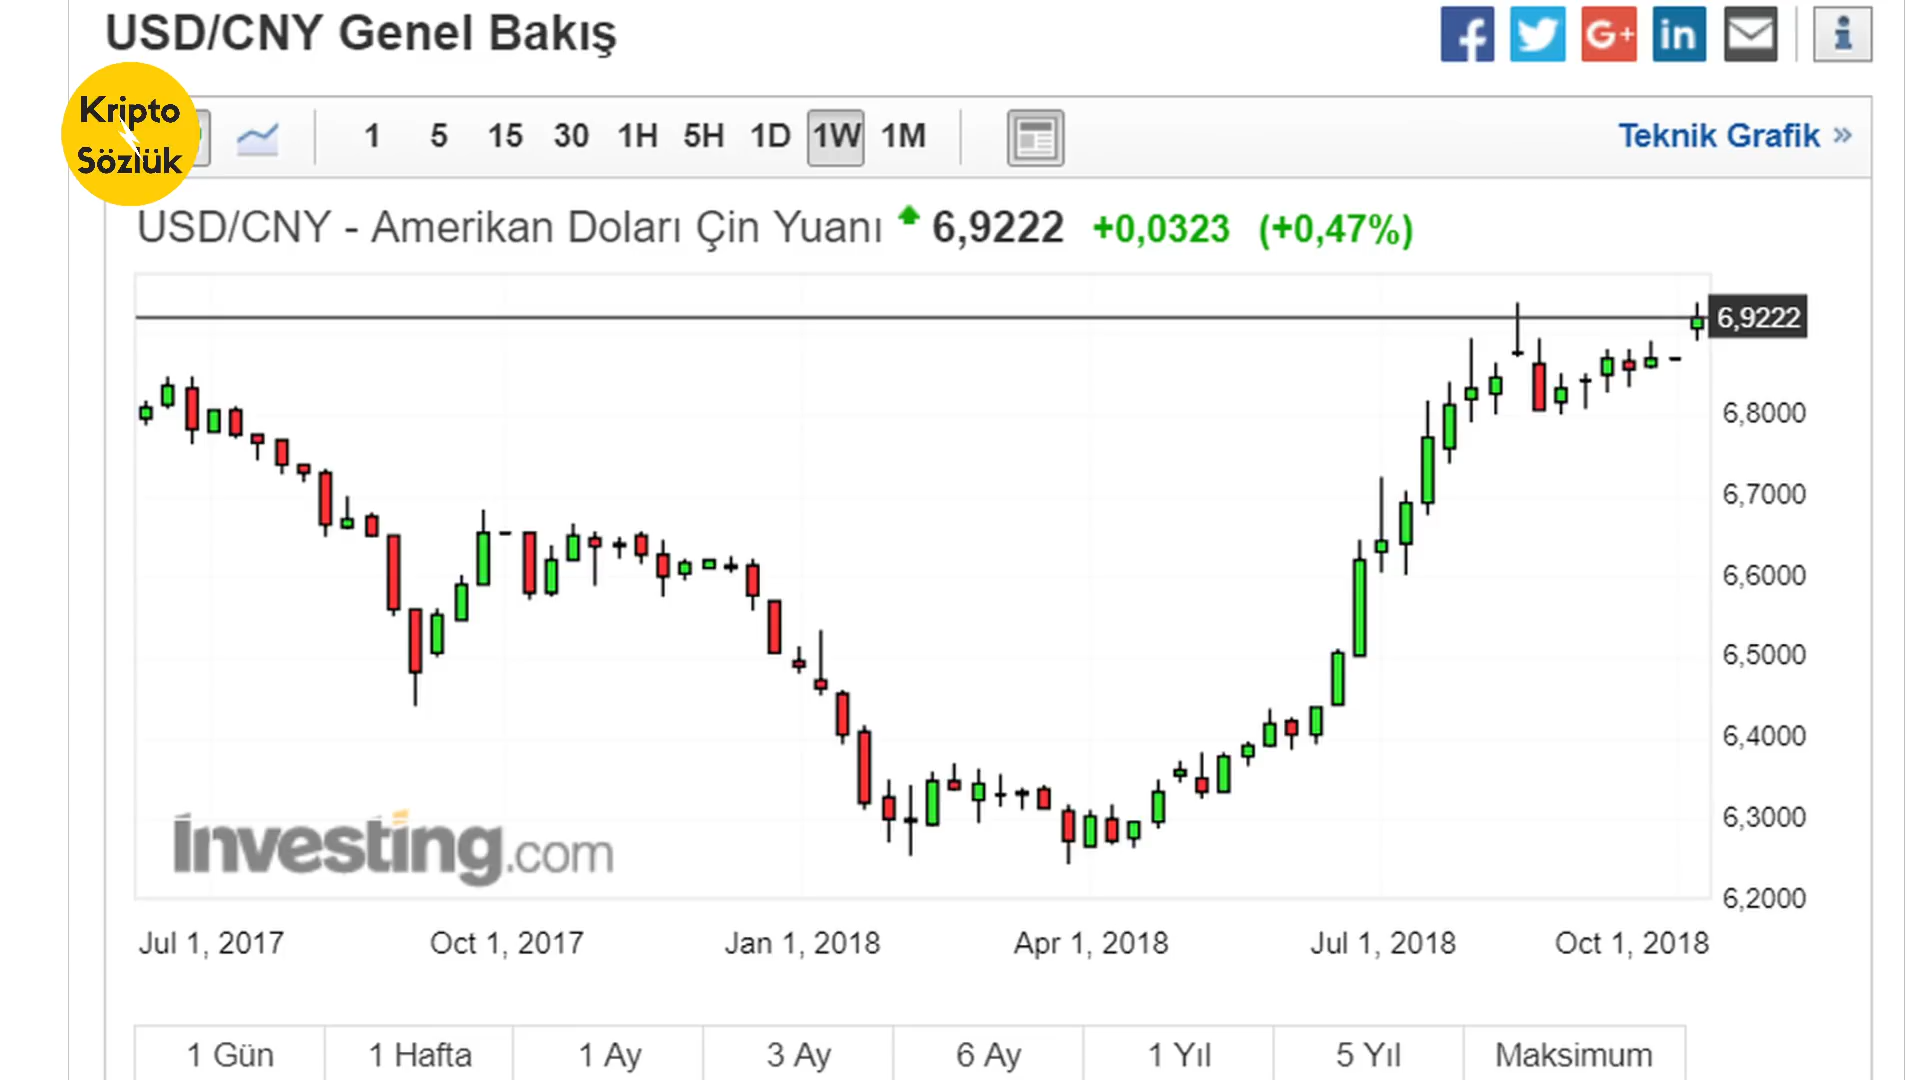 USD/CNY Genel Bakış
Kripto
Sözlük
1 5 15 30 1H 5H 1D 1W 1M
Teknik Grafik »
USD/CNY - Amerikan Doları Çin Yuanı 6,9222 +0,0323 (+0,47%)
6,9222
6,8000
6,7000
6,6000
6,5000
6,4000
6,3000
6,2000
Investing.com
Jul 1, 2017 Oct 1, 2017 Jan 1, 2018 Apr 1, 2018 Jul 1, 2018 Oct 1, 2018
1 Gün 1 Hafta 1 Ay 3 Ay 6 Ay 1 Yıl 5 Yıl Maksimum